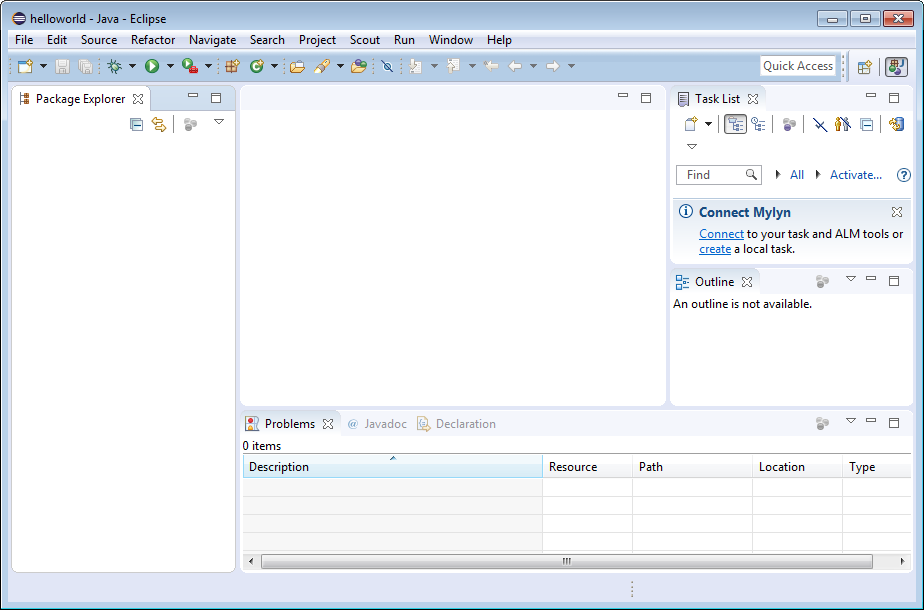 helloworld - Java - Eclipse
File Edit Source Refactor Navigate Search Project Scout Run Window Help
Quick Access
Package Explorer
Task List
Find All Activate... ?
Connect Mylyn
Connect to your task and ALM tools or
create a local task.
Outline
An outline is not available.
Problems @ Javadoc Declaration
0 items
Description Resource Path Location Type